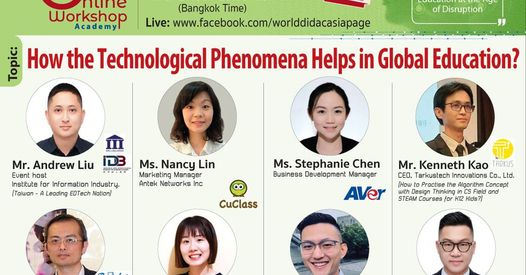 Online
Workshop
Academy
(Bangkok Time)
Live: www.facebook.com/worlddidacasiapage
Education at the Age
of Disruption
Topic:
How the Technological Phenomena Helps in Global Education?
Mr. Andrew Liu
Event host
Institute for Information Industry.
(Taiwan - A Leading EDTech Nation)
IDB
Ms. Nancy Lin
Marketing Manager
Antek Networks Inc
CuClass
Ms. Stephanie Chen
Business Development Manager
AVer
Mr. Kenneth Kao
CEO, Tarkustech Innovations Co., Ltd.
(How to Practise the Algorithm Concept
with Design Thinking in CS Field and
STEAM Courses for K12 Kids?)
TARKUS